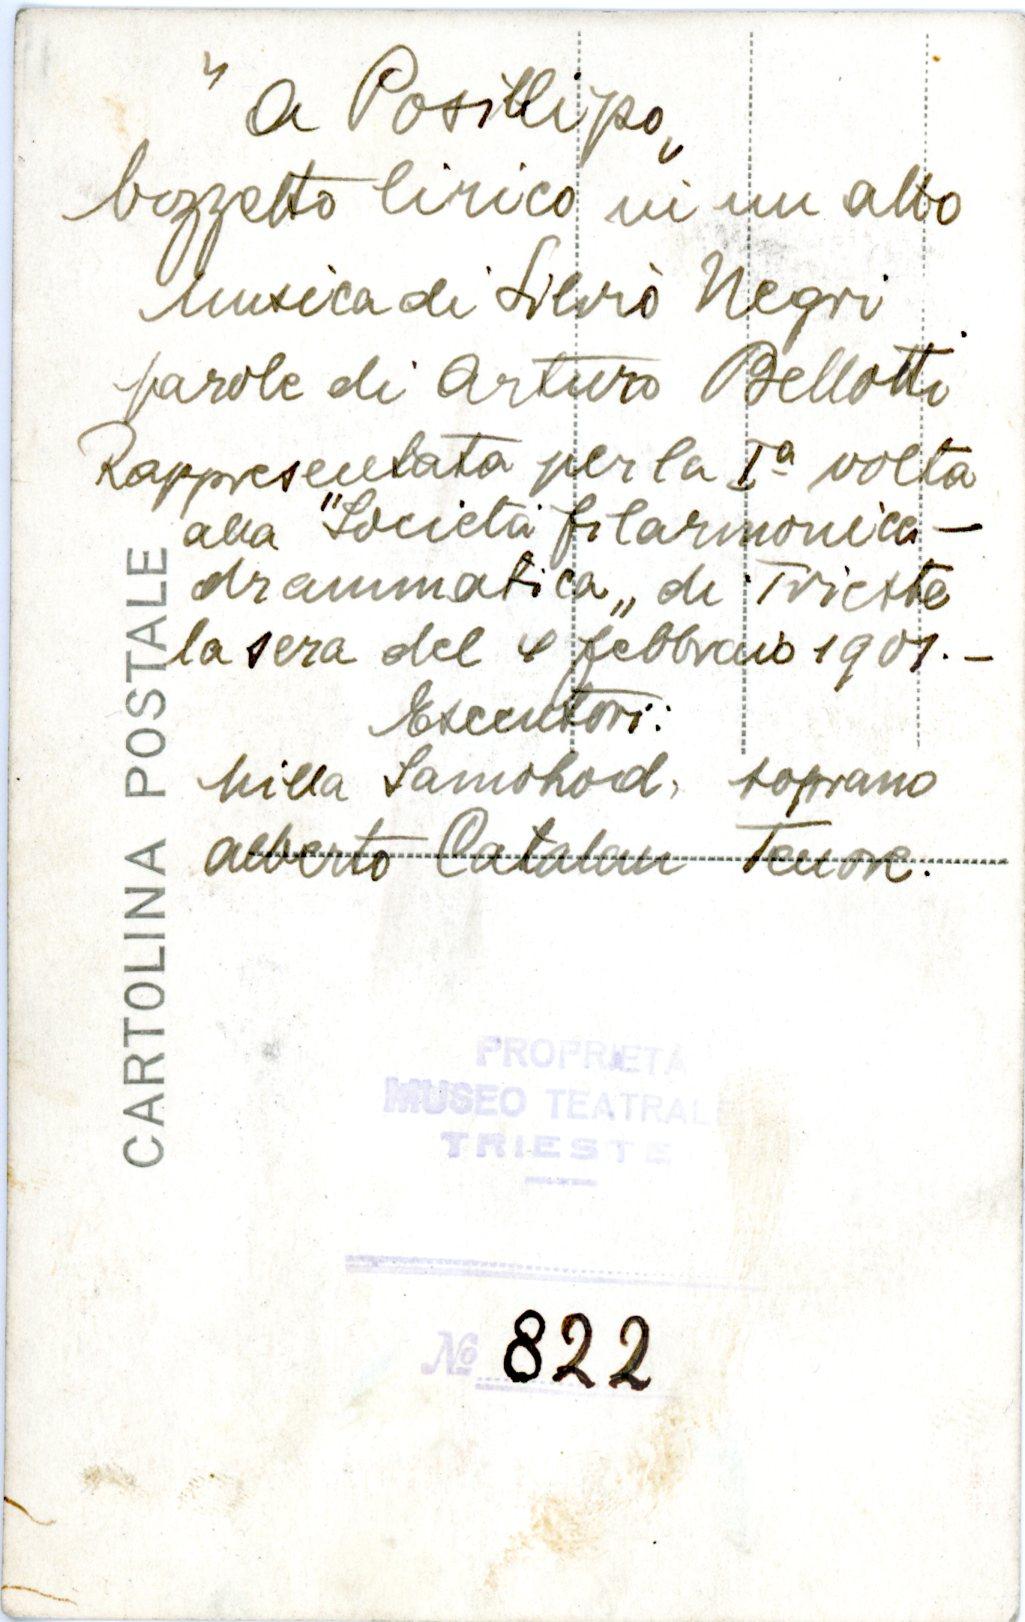 "A Posillipo„
bozzetto lirico in un atto
musica di Silvio Negri
parole di Arturo Bellotti
Rappresentata per la Iª volta
alla "Società filarmonica-
drammatica„ di Trieste
la sera del 4 febbraio 1901.-
Esecutori:
Milla Samohod, soprano
Alberto Catalan Tenore.
CARTOLINA POSTALE
PROPRIETÀ
MUSEO TEATRALE
TRIESTE
No 822